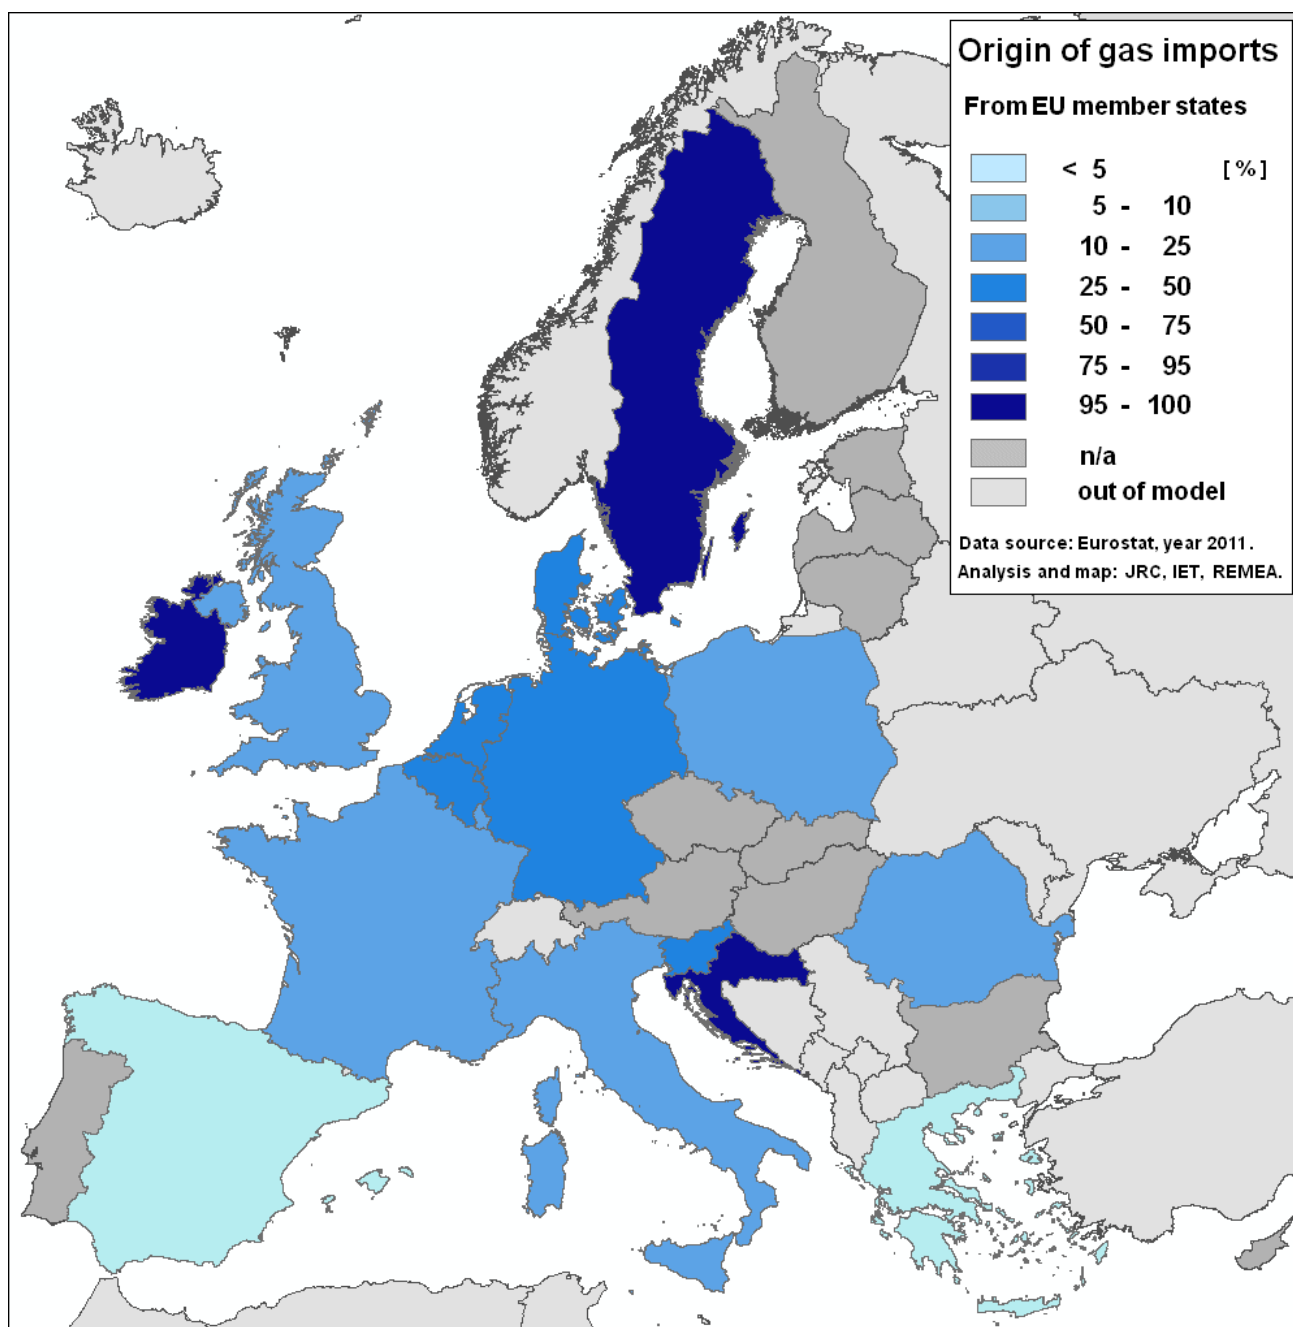 Origin of gas imports
From EU member states
< 5 [ % ]
5 - 10
10 - 25
25 - 50
50 - 75
75 - 95
95 - 100
n/a
out of model
Data source: Eurostat, year 2011.
Analysis and map: JRC, IET, REMEA.